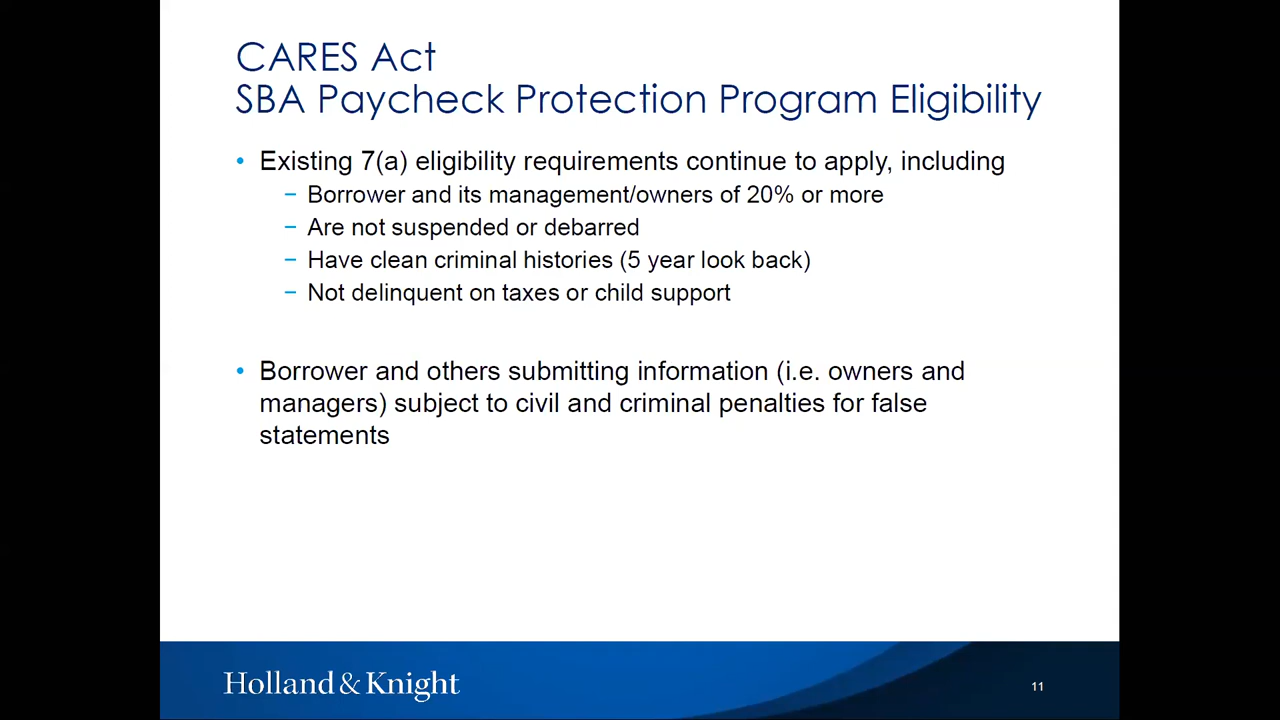 CARES Act
SBA Paycheck Protection Program Eligibility
• Existing 7(a) eligibility requirements continue to apply, including
− Borrower and its management/owners of 20% or more
− Are not suspended or debarred
− Have clean criminal histories (5 year look back)
− Not delinquent on taxes or child support
• Borrower and others submitting information (i.e. owners and
managers) subject to civil and criminal penalties for false
statements
Holland & Knight
11